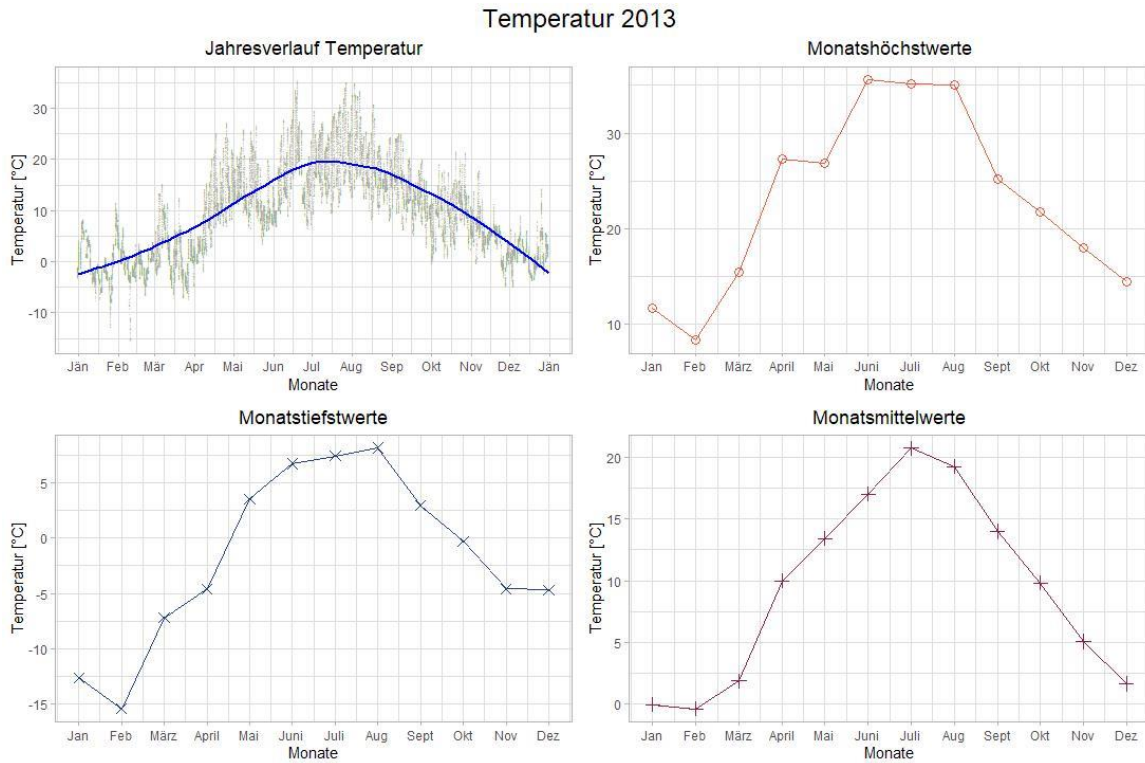 Temperatur 2013
Jahresverlauf Temperatur
Temperatur [°C]
30
20
10
0
-10
Jän Feb Mär Apr Mai Jun Jul Aug Sep Okt Nov Dez Jän
Monate
Monatshöchstwerte
Temperatur [°C]
30
20
10
Jan Feb März April Mai Juni Juli Aug Sept Okt Nov Dez
Monate
Monatstiefstwerte
Temperatur [°C]
5
0
-5
-10
-15
Jan Feb März April Mai Juni Juli Aug Sept Okt Nov Dez
Monate
Monatsmittelwerte
Temperatur [°C]
20
15
10
5
0
Jan Feb März April Mai Juni Juli Aug Sept Okt Nov Dez
Monate